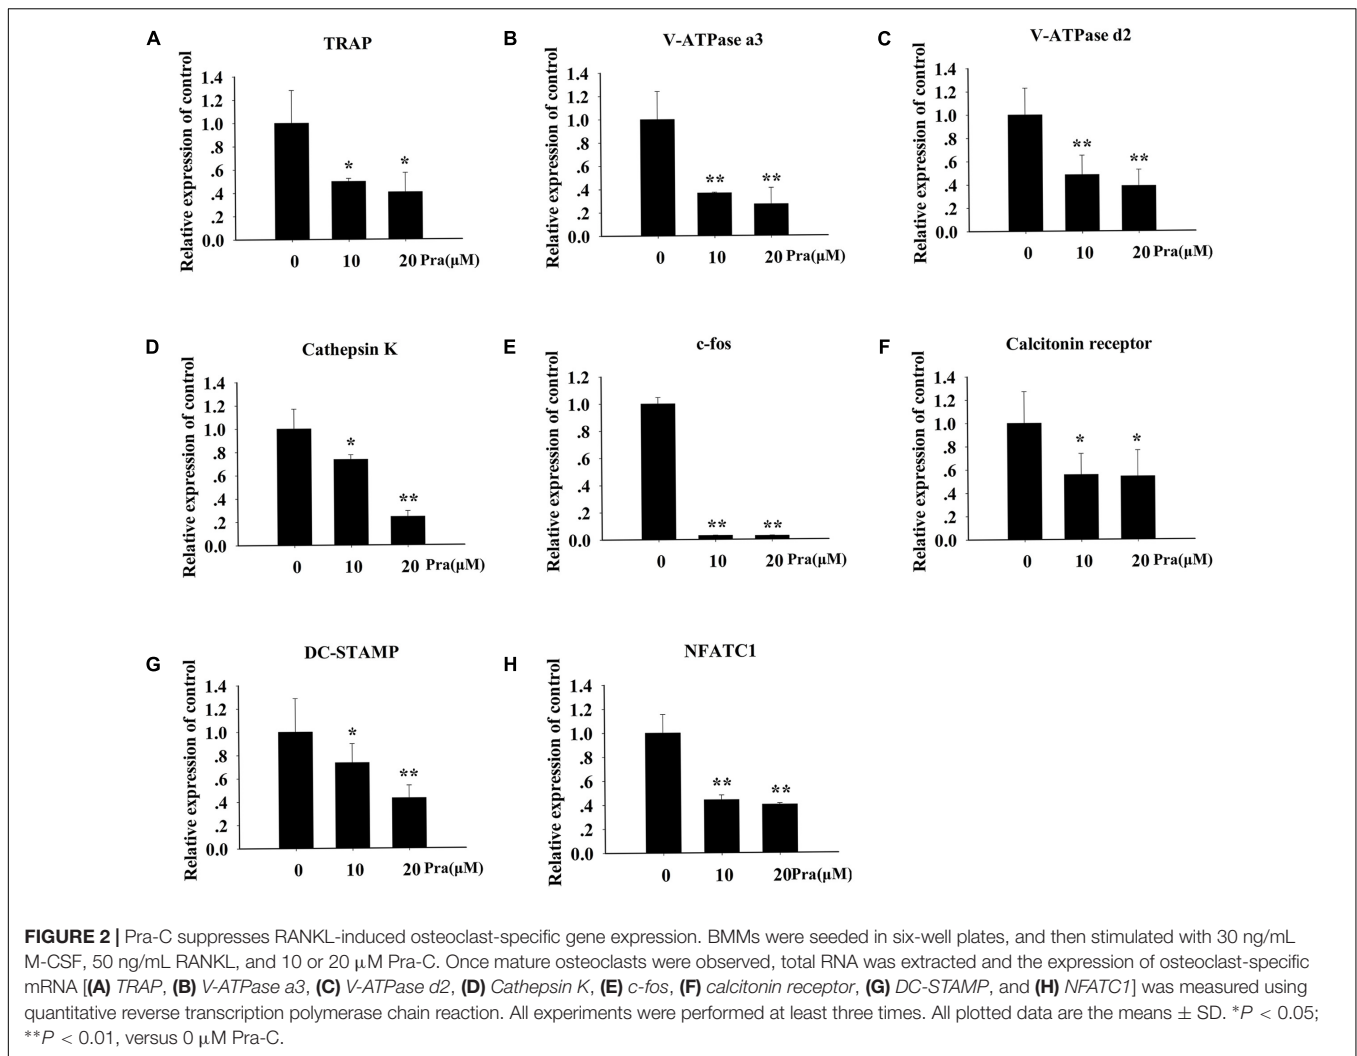 A
TRAP
Relative expression of control
1.4
1.2
1.0
.8
.6
.4
.2
0.0
*
*
0
10
20 Pra(μM)
B
V-ATPase a3
Relative expression of control
1.4
1.2
1.0
.8
.6
.4
.2
0.0
**
**
0
10
20 Pra(μM)
C
V-ATPase d2
Relative expression of control
1.4
1.2
1.0
.8
.6
.4
.2
0.0
**
**
0
10
20 Pra(μM)
D
Cathepsin K
Relative expression of control
1.4
1.2
1.0
.8
.6
.4
.2
0.0
*
**
0
10
20 Pra(μM)
E
c-fos
Relative expression of control
1.2
1.0
.8
.6
.4
.2
0.0
**
**
0
10
20 Pra(μM)
F
Calcitonin receptor
Relative expression of control
1.4
1.2
1.0
.8
.6
.4
.2
0.0
*
*
0
10
20 Pra(μM)
G
DC-STAMP
Relative expression of control
1.4
1.2
1.0
.8
.6
.4
.2
0.0
*
**
0
10
20 Pra(μM)
H
NFATC1
Relative expression of control
1.4
1.2
1.0
.8
.6
.4
.2
0.0
**
**
0
10
20Pra(μM)
FIGURE 2 | Pra-C suppresses RANKL-induced osteoclast-specific gene expression. BMMs were seeded in six-well plates, and then stimulated with 30 ng/mL
M-CSF, 50 ng/mL RANKL, and 10 or 20 μM Pra-C. Once mature osteoclasts were observed, total RNA was extracted and the expression of osteoclast-specific
mRNA [(A) TRAP, (B) V-ATPase a3, (C) V-ATPase d2, (D) Cathepsin K, (E) c-fos, (F) calcitonin receptor, (G) DC-STAMP, and (H) NFATC1] was measured using
quantitative reverse transcription polymerase chain reaction. All experiments were performed at least three times. All plotted data are the means ± SD. *P < 0.05;
**P < 0.01, versus 0 μM Pra-C.